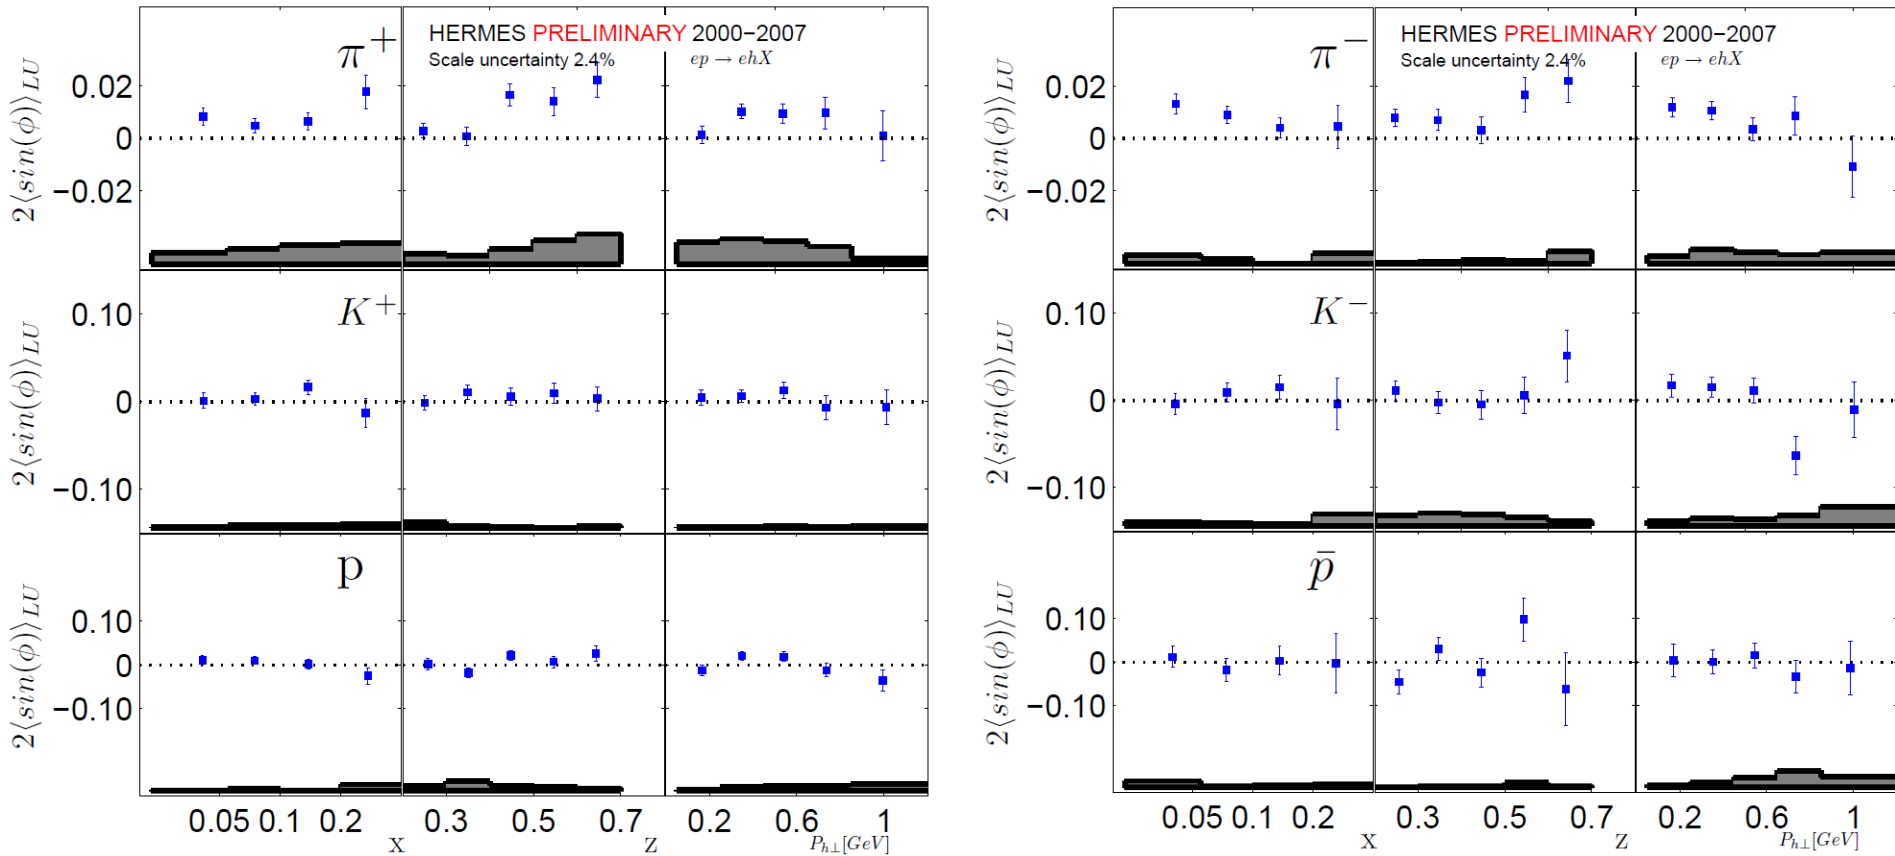 HERMES PRELIMINARY 2000−2007
Scale uncertainty 2.4%
ep → ehX
π+
2⟨sin(ϕ)⟩LU
0.02
0
−0.02
K+
2⟨sin(ϕ)⟩LU
0.10
0
−0.10
p
2⟨sin(ϕ)⟩LU
0.10
0
−0.10
0.05 0.1 0.2
x
0.3 0.5 0.7
z
0.2 0.6 1
Ph⊥[GeV]
HERMES PRELIMINARY 2000−2007
Scale uncertainty 2.4%
ep → ehX
π−
2⟨sin(ϕ)⟩LU
0.02
0
−0.02
K−
2⟨sin(ϕ)⟩LU
0.10
0
−0.10
p̄
2⟨sin(ϕ)⟩LU
0.10
0
−0.10
0.05 0.1 0.2
x
0.3 0.5 0.7
z
0.2 0.6 1
Ph⊥[GeV]